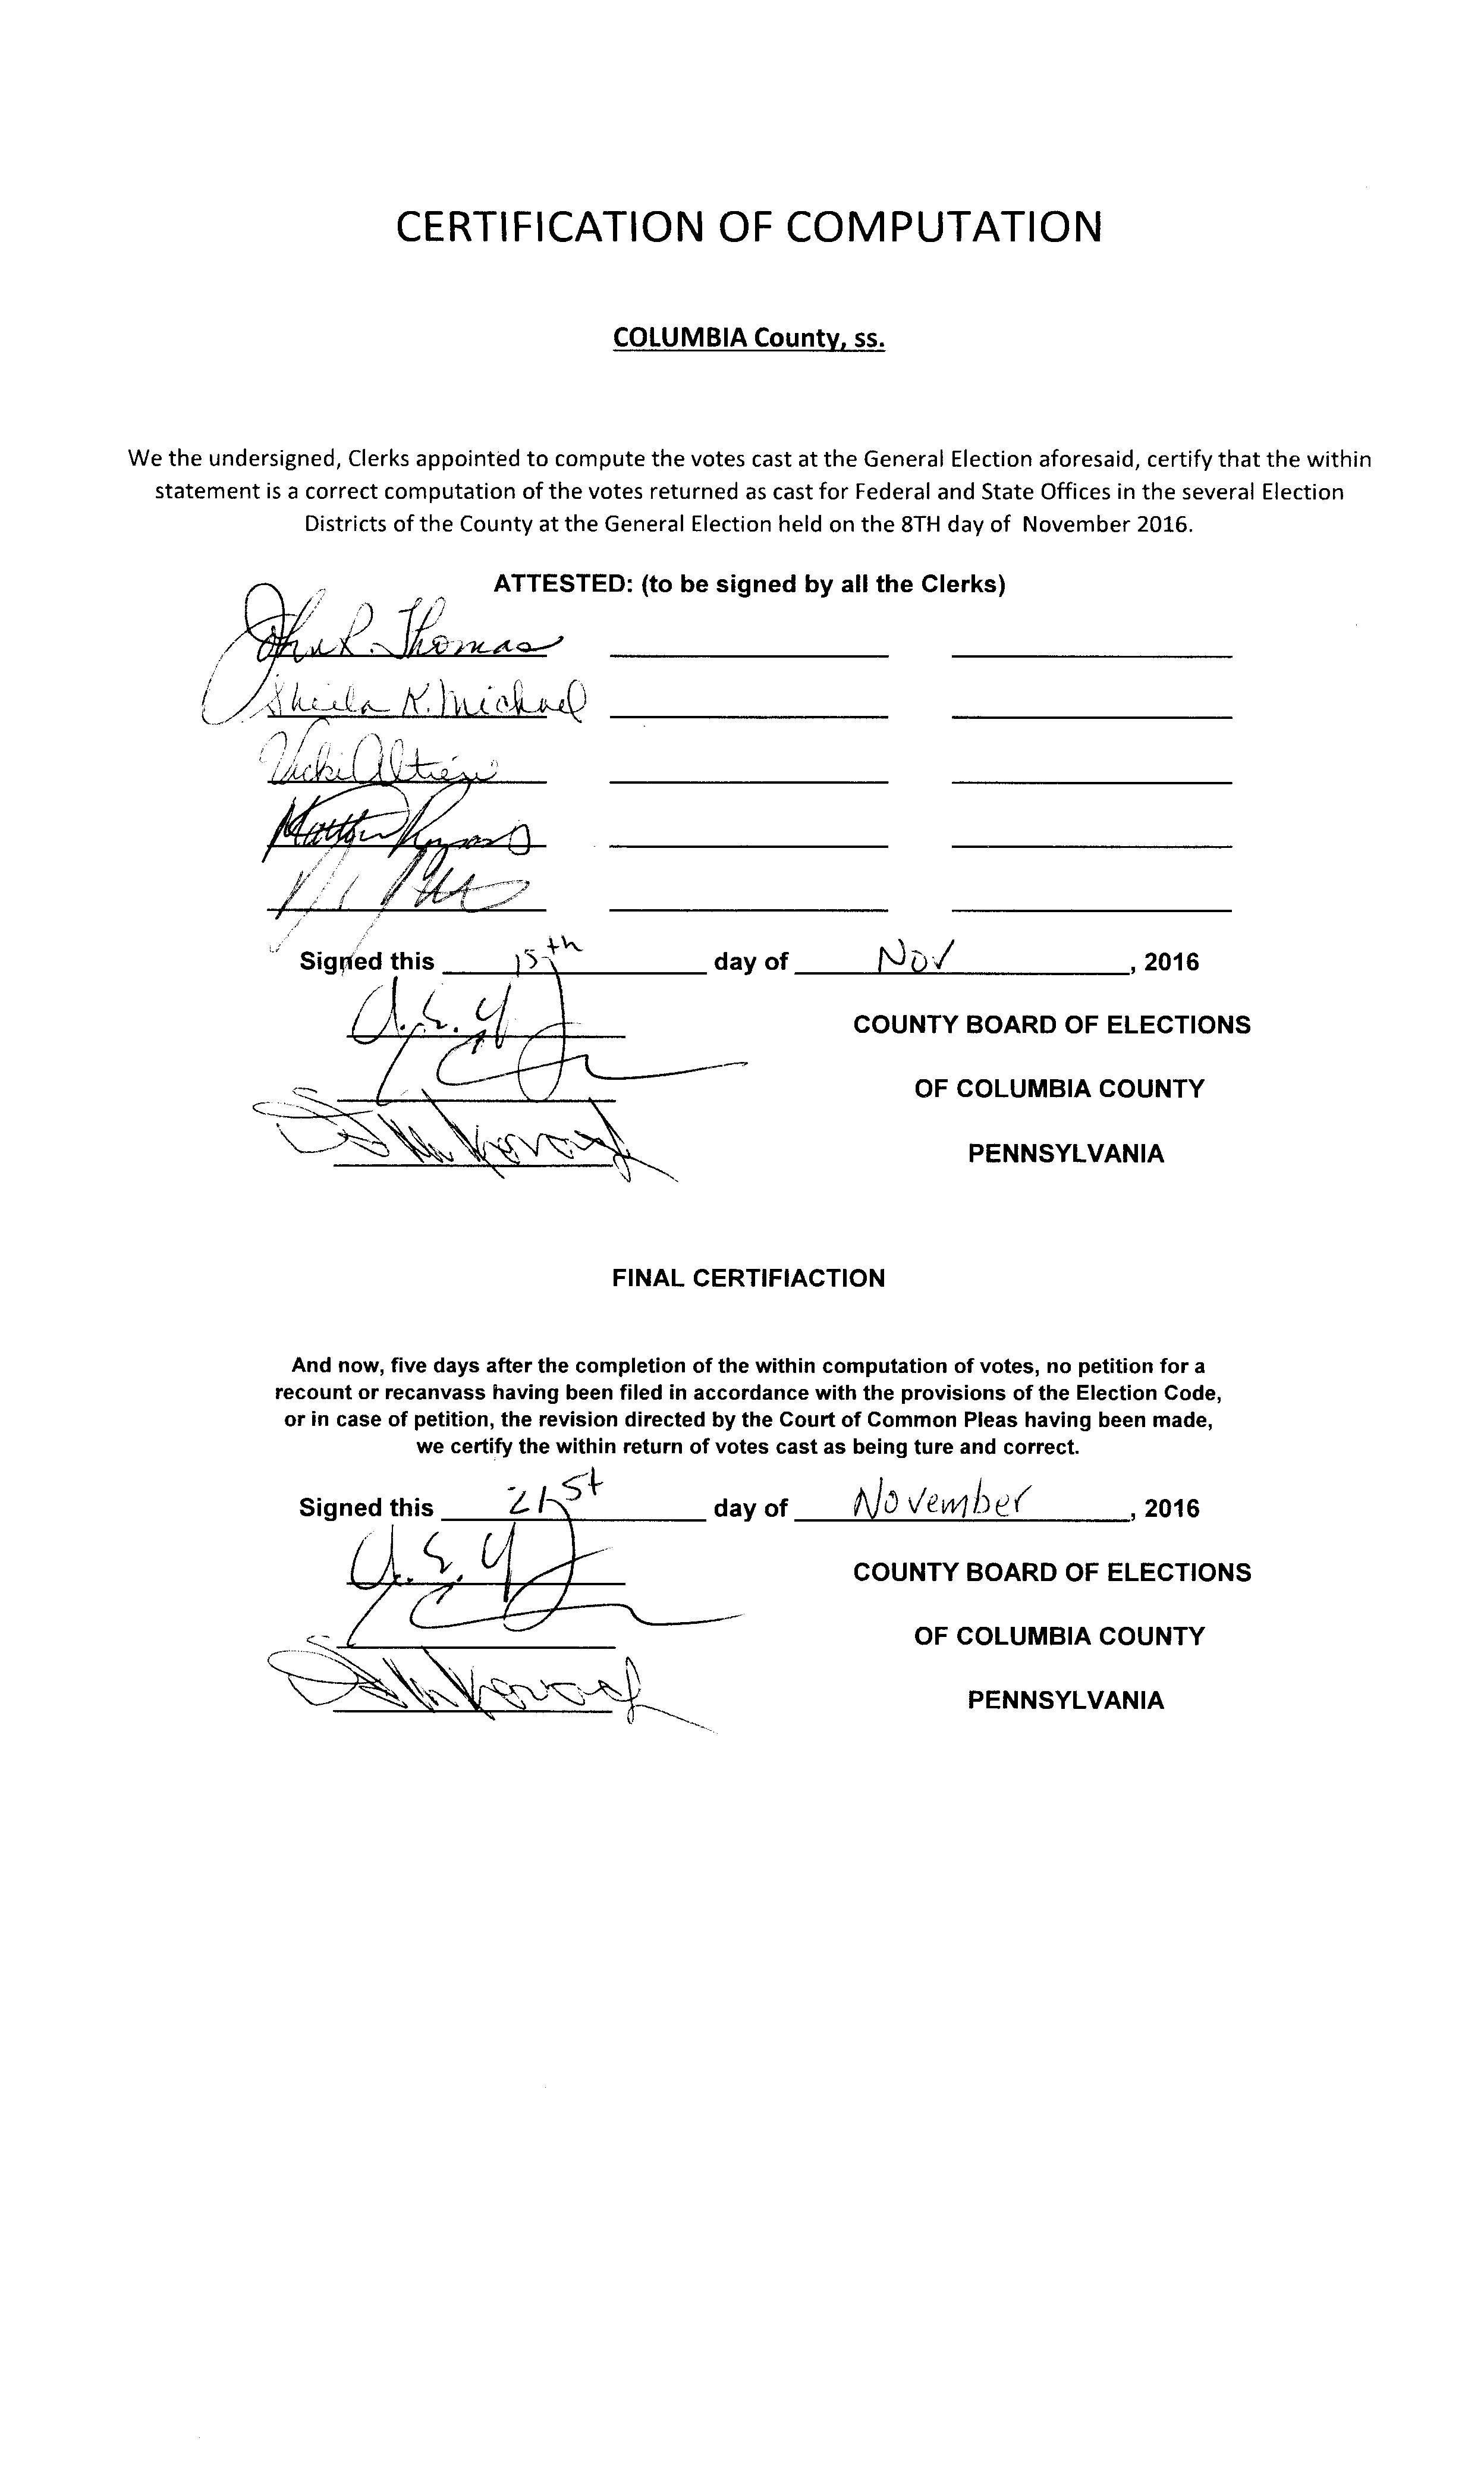 CERTIFICATION OF COMPUTATION
COLUMBIA County, ss.
We the undersigned, Clerks appointed to compute the votes cast at the General Election aforesaid, certify that the within
statement is a correct computation of the votes returned as cast for Federal and State Offices in the several Election
Districts of the County at the General Election held on the 8TH day of November 2016.
ATTESTED: (to be signed by all the Clerks)
John R. Thomas
Sheila K. Michael
Vicki
Signed this 15th day of Nov, 2016
COUNTY BOARD OF ELECTIONS
OF COLUMBIA COUNTY
PENNSYLVANIA
FINAL CERTIFIACTION
And now, five days after the completion of the within computation of votes, no petition for a
recount or recanvass having been filed in accordance with the provisions of the Election Code,
or in case of petition, the revision directed by the Court of Common Pleas having been made,
we certify the within return of votes cast as being ture and correct.
Signed this 21st day of November, 2016
COUNTY BOARD OF ELECTIONS
OF COLUMBIA COUNTY
PENNSYLVANIA